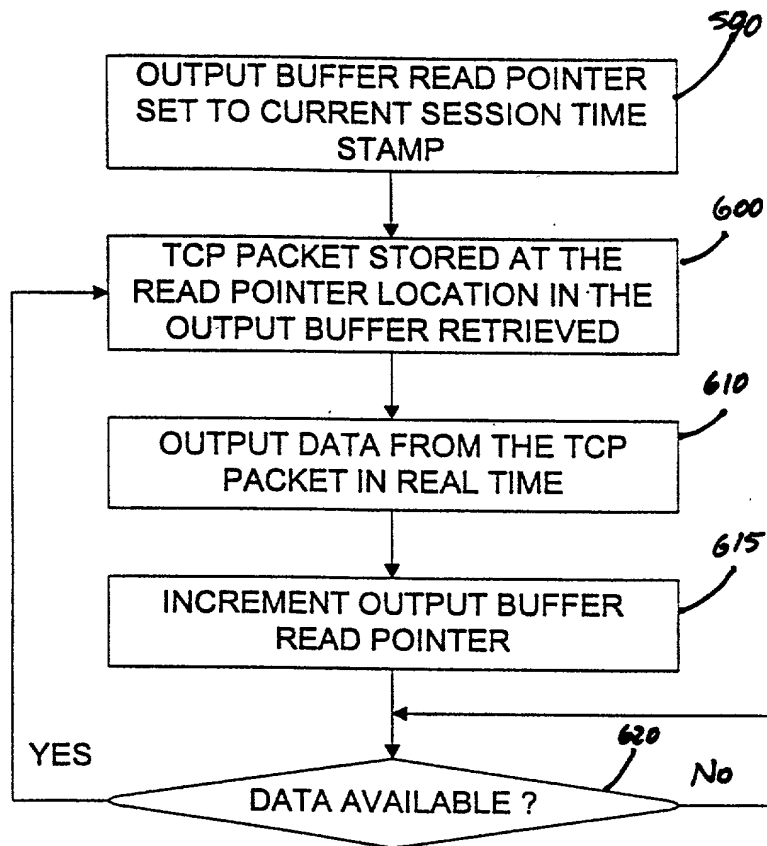 590
OUTPUT BUFFER READ POINTER
SET TO CURRENT SESSION TIME
STAMP
600
TCP PACKET STORED AT THE
READ POINTER LOCATION IN THE
OUTPUT BUFFER RETRIEVED
610
OUTPUT DATA FROM THE TCP
PACKET IN REAL TIME
615
INCREMENT OUTPUT BUFFER
READ POINTER
YES
620
No
DATA AVAILABLE ?